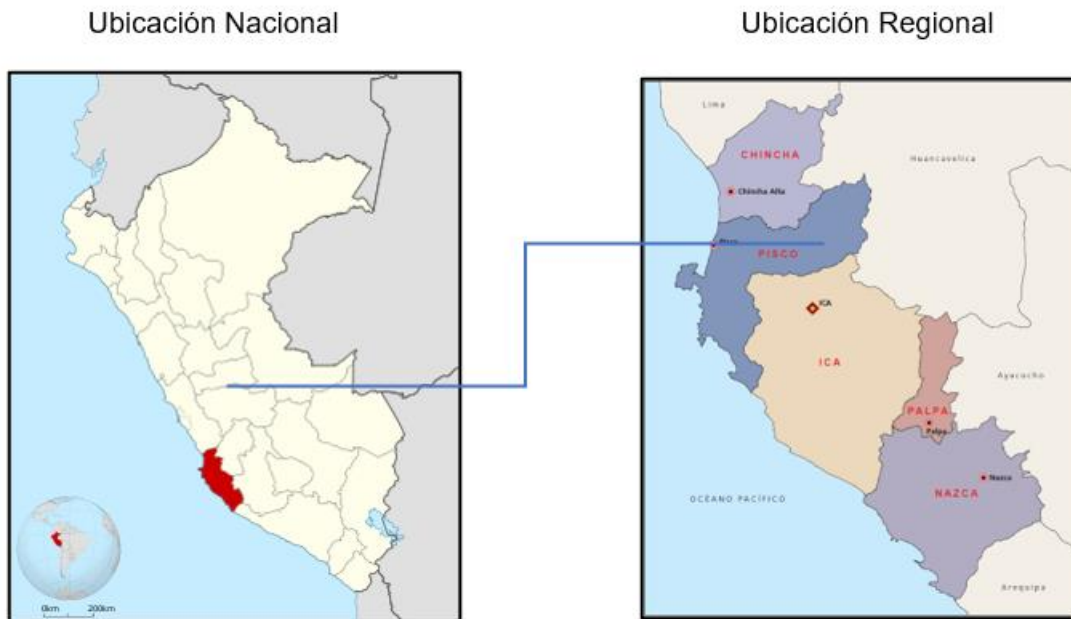 Ubicación Nacional
Ubicación Regional
0km 200km
Lima
CHINCHA
Huancavelica
Chincha Alta
PISCO
ICA
ICA
Ayacocho
PALPA
Palpa
OCÉANO PACÍFICO
NAZCA
Nazca
Arequipa